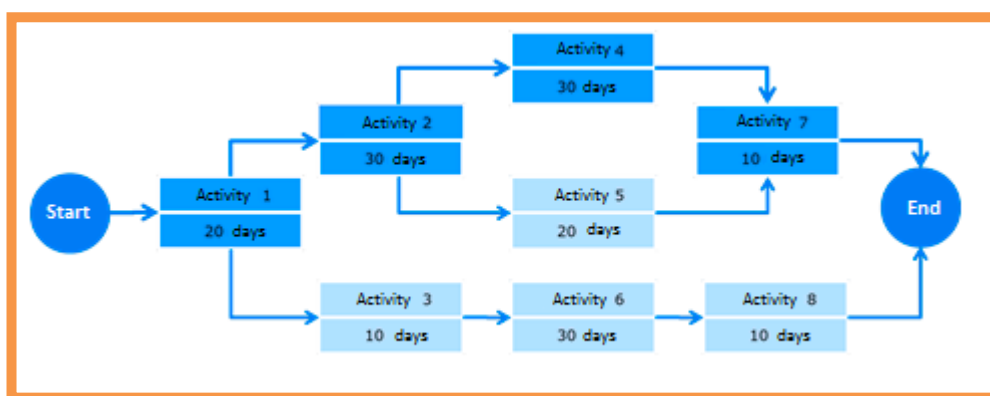 Activity 4
30 days
Activity 2
30 days
Activity 7
10 days
Start
Activity 1
20 days
Activity 5
20 days
End
Activity 3
10 days
Activity 6
30 days
Activity 8
10 days